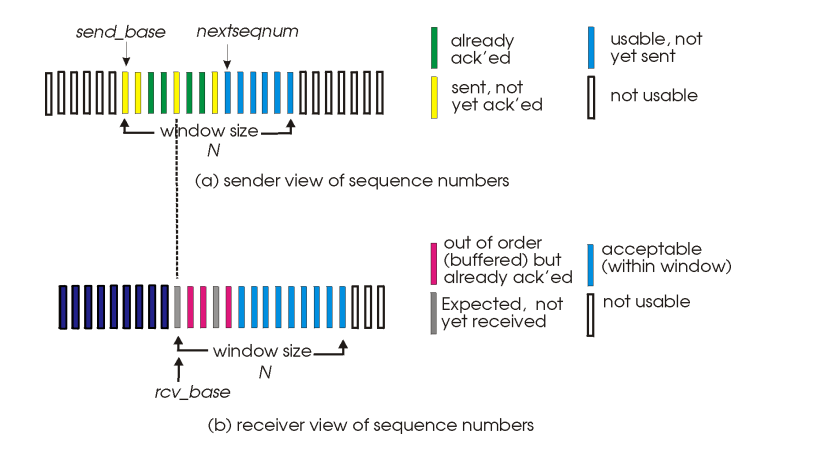 send_base nextseqnum
already
ack'ed
usable, not
yet sent
sent, not
yet ack'ed
not usable
window size
N
(a) sender view of sequence numbers
out of order
(buffered) but
already ack'ed
acceptable
(within window)
Expected, not
yet received
not usable
window size
N
rcv_base
(b) receiver view of sequence numbers